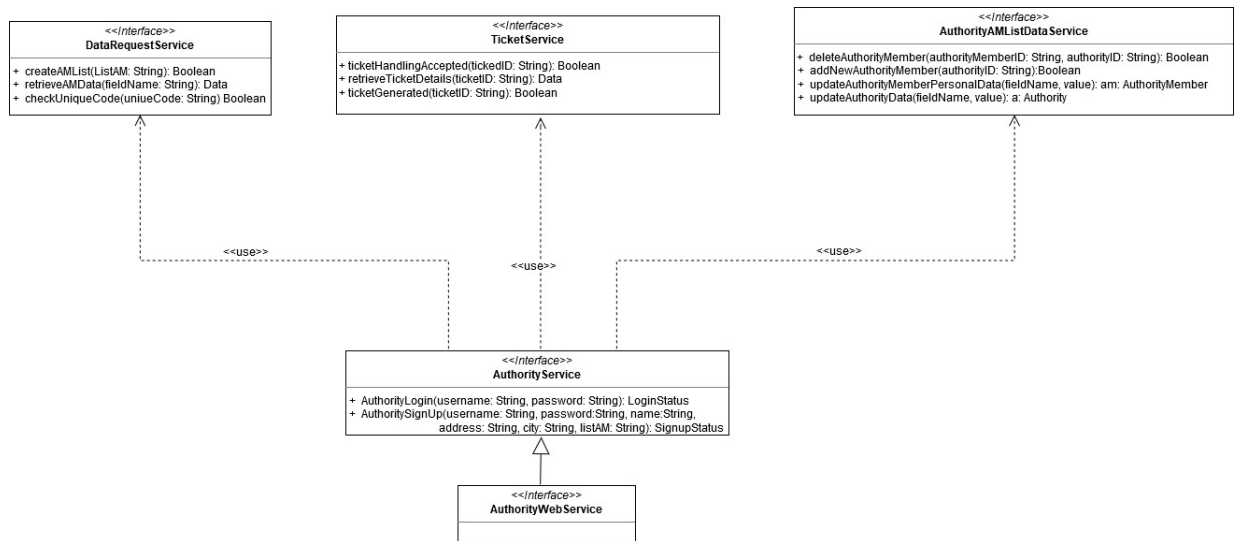 <<Interface>>
DataRequestService
+ createAMList(ListAM: String): Boolean
+ retrieveAMData(fieldName: String): Data
+ checkUniqueCode(uniueCode: String) Boolean
<<Interface>>
TicketService
+ ticketHandlingAccepted(tickedID: String): Boolean
+ retrieveTicketDetails(ticketID: String): Data
+ ticketGenerated(ticketID: String): Boolean
<<Interface>>
AuthorityAMListDataService
+ deleteAuthorityMember(authorityMemberID: String, authorityID: String): Boolean
+ addNewAuthorityMember(authorityID: String):Boolean
+ updateAuthorityMemberPersonalData(fieldName, value): am: AuthorityMember
+ updateAuthorityData(fieldName, value): a: Authority
<<use>>
<<use>>
<<use>>
<<Interface>>
AuthorityService
+ AuthorityLogin(username: String, password: String): LoginStatus
+ AuthoritySignUp(username: String, password:String, name:String,
address: String, city: String, listAM: String): SignupStatus
<<Interface>>
AuthorityWebService